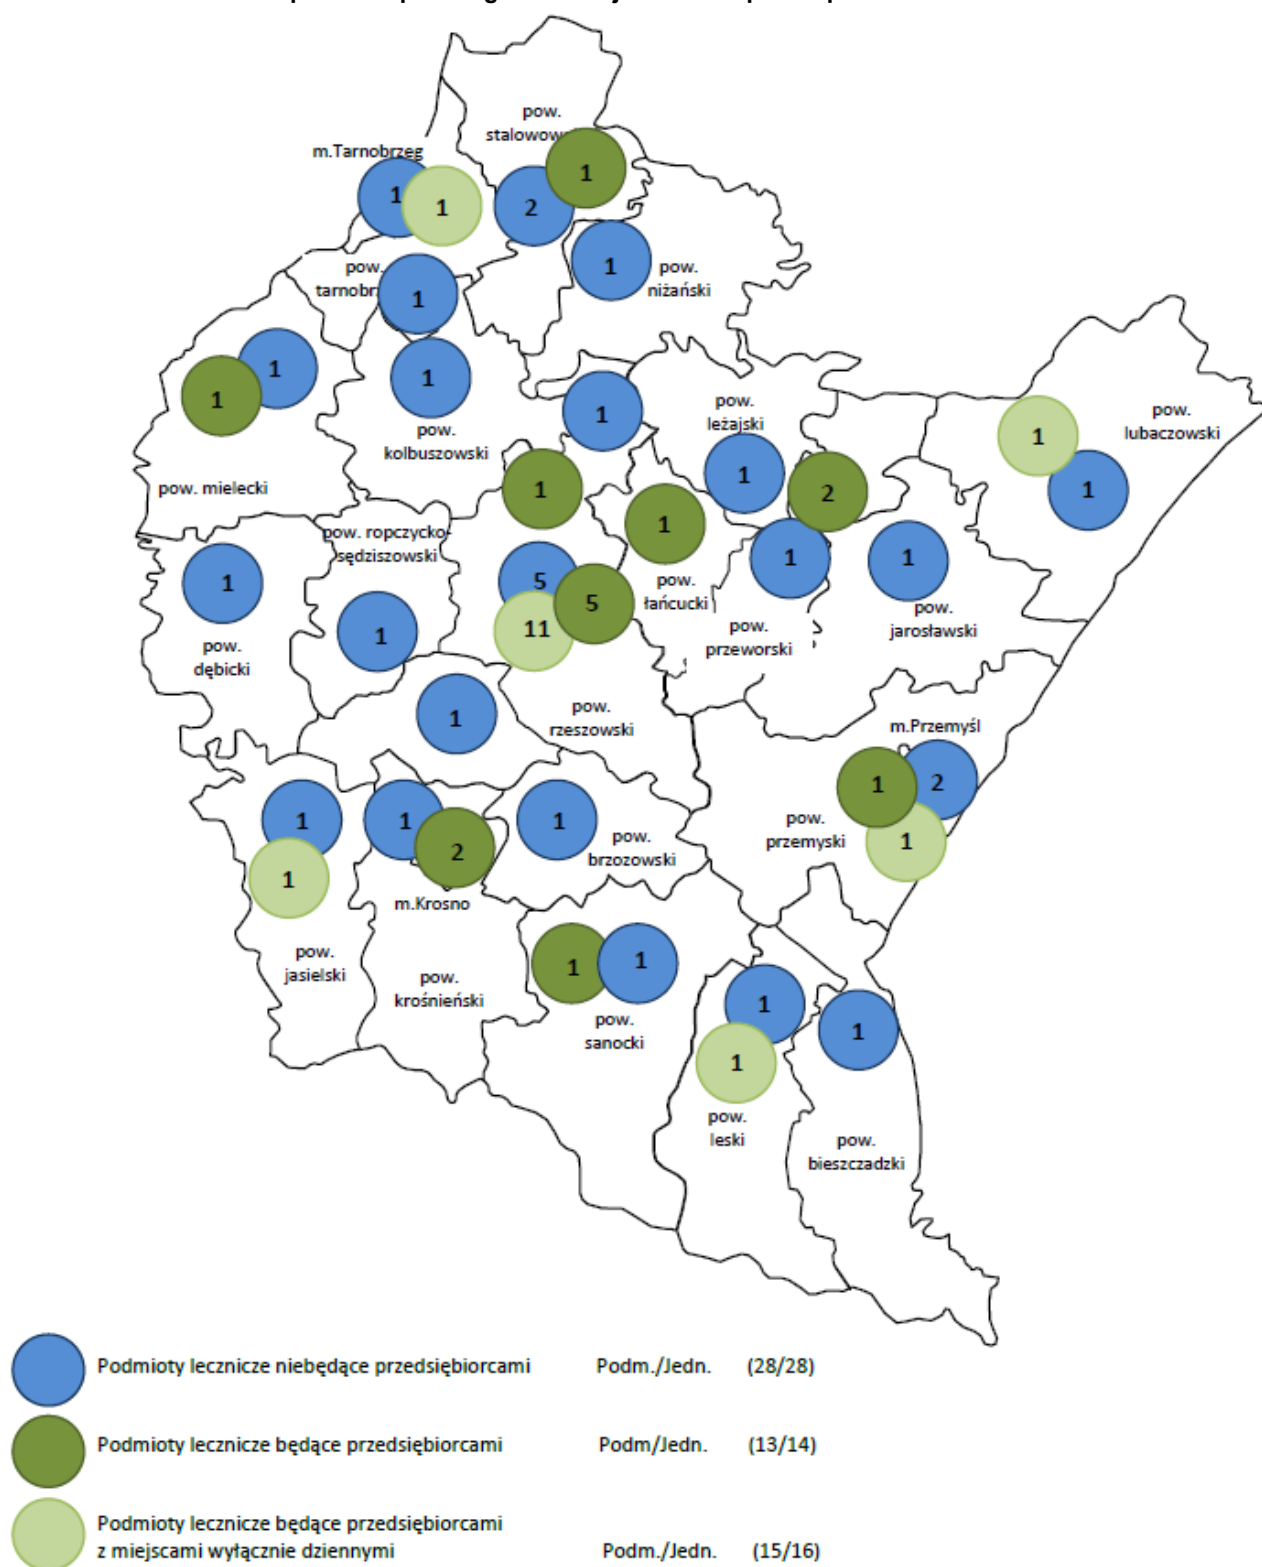 pow.
m.Tarnobrzeg
1
1
1
2
pow.
1
pow.
niżański
1
1
1
1
pow.
kolbuszowski
1
pow.
leżajski
pow.
lubaczowski
1
1
1
2
1
pow. mielecki
1
pow. ropczycko-
sędziszowski
1
1
5
5
11
1
pow.
łańcucki
1
1
pow.
dębicki
pow.
przeworski
pow.
jarosławski
1
pow.
rzeszowski
m.Przemyśl
1
2
1
pow.
przemyski
1
1
1
2
1
pow.
brzozowski
m.Krosno
pow.
jasielski
pow.
krośnieński
1
1
pow.
sanocki
1
1
1
pow.
leski
pow.
bieszczadzki
Podmioty lecznicze niebędące przedsiębiorcami Podm./Jedn. (28/28)
Podmioty lecznicze będące przedsiębiorcami Podm/Jedn. (13/14)
Podmioty lecznicze będące przedsiębiorcami
z miejscami wyłącznie dziennymi Podm./Jedn. (15/16)